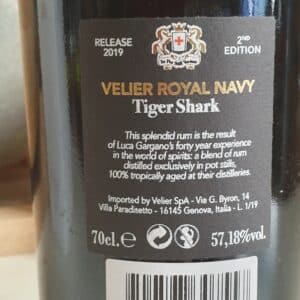 RELEASE
2019
2ND
EDITION
VELIER ROYAL NAVY
Tiger Shark
This splendid rum is the result
of Luca Gargano's forty year experience
in the world of spirits: a blend of rum
distilled exclusively in pot stills,
100% tropically aged at their distilleries.
Imported by Velier SpA - Via G. Byron, 14
Villa Paradisetto - 16145 Genova, Italia - L. 1/19
70cl.e 57,18%vol.